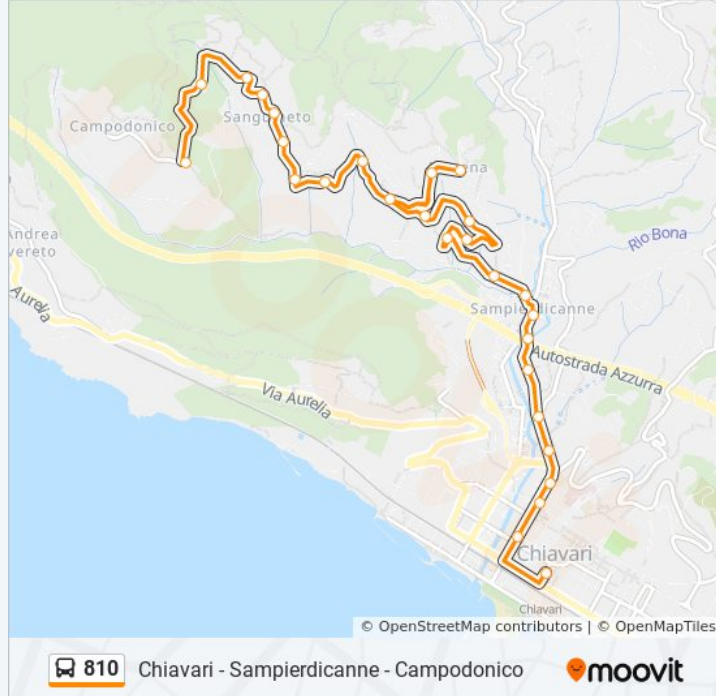 Campodonico
Rio Bona
Andrea
Aurelia
Sampierdicanne
Autostrada Azzurra
Via Aurelia
Chiavari
Chiavari
© OpenStreetMap contributors | © OpenMapTiles
810
Chiavari - Sampierdicanne - Campodonico
moovit